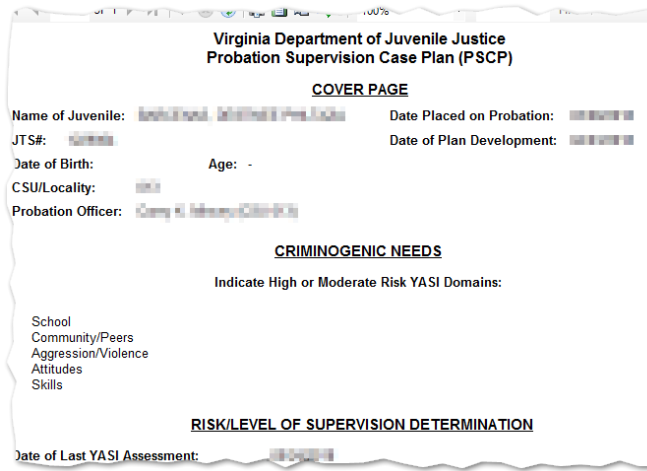 100%
Virginia Department of Juvenile Justice
Probation Supervision Case Plan (PSCP)
COVER PAGE
Name of Juvenile: Date Placed on Probation:
JTS#: Date of Plan Development:
Date of Birth: Age: -
CSU/Locality:
Probation Officer:
CRIMINOGENIC NEEDS
Indicate High or Moderate Risk YASI Domains:
School
Community/Peers
Aggression/Violence
Attitudes
Skills
RISK/LEVEL OF SUPERVISION DETERMINATION
Date of Last YASI Assessment: